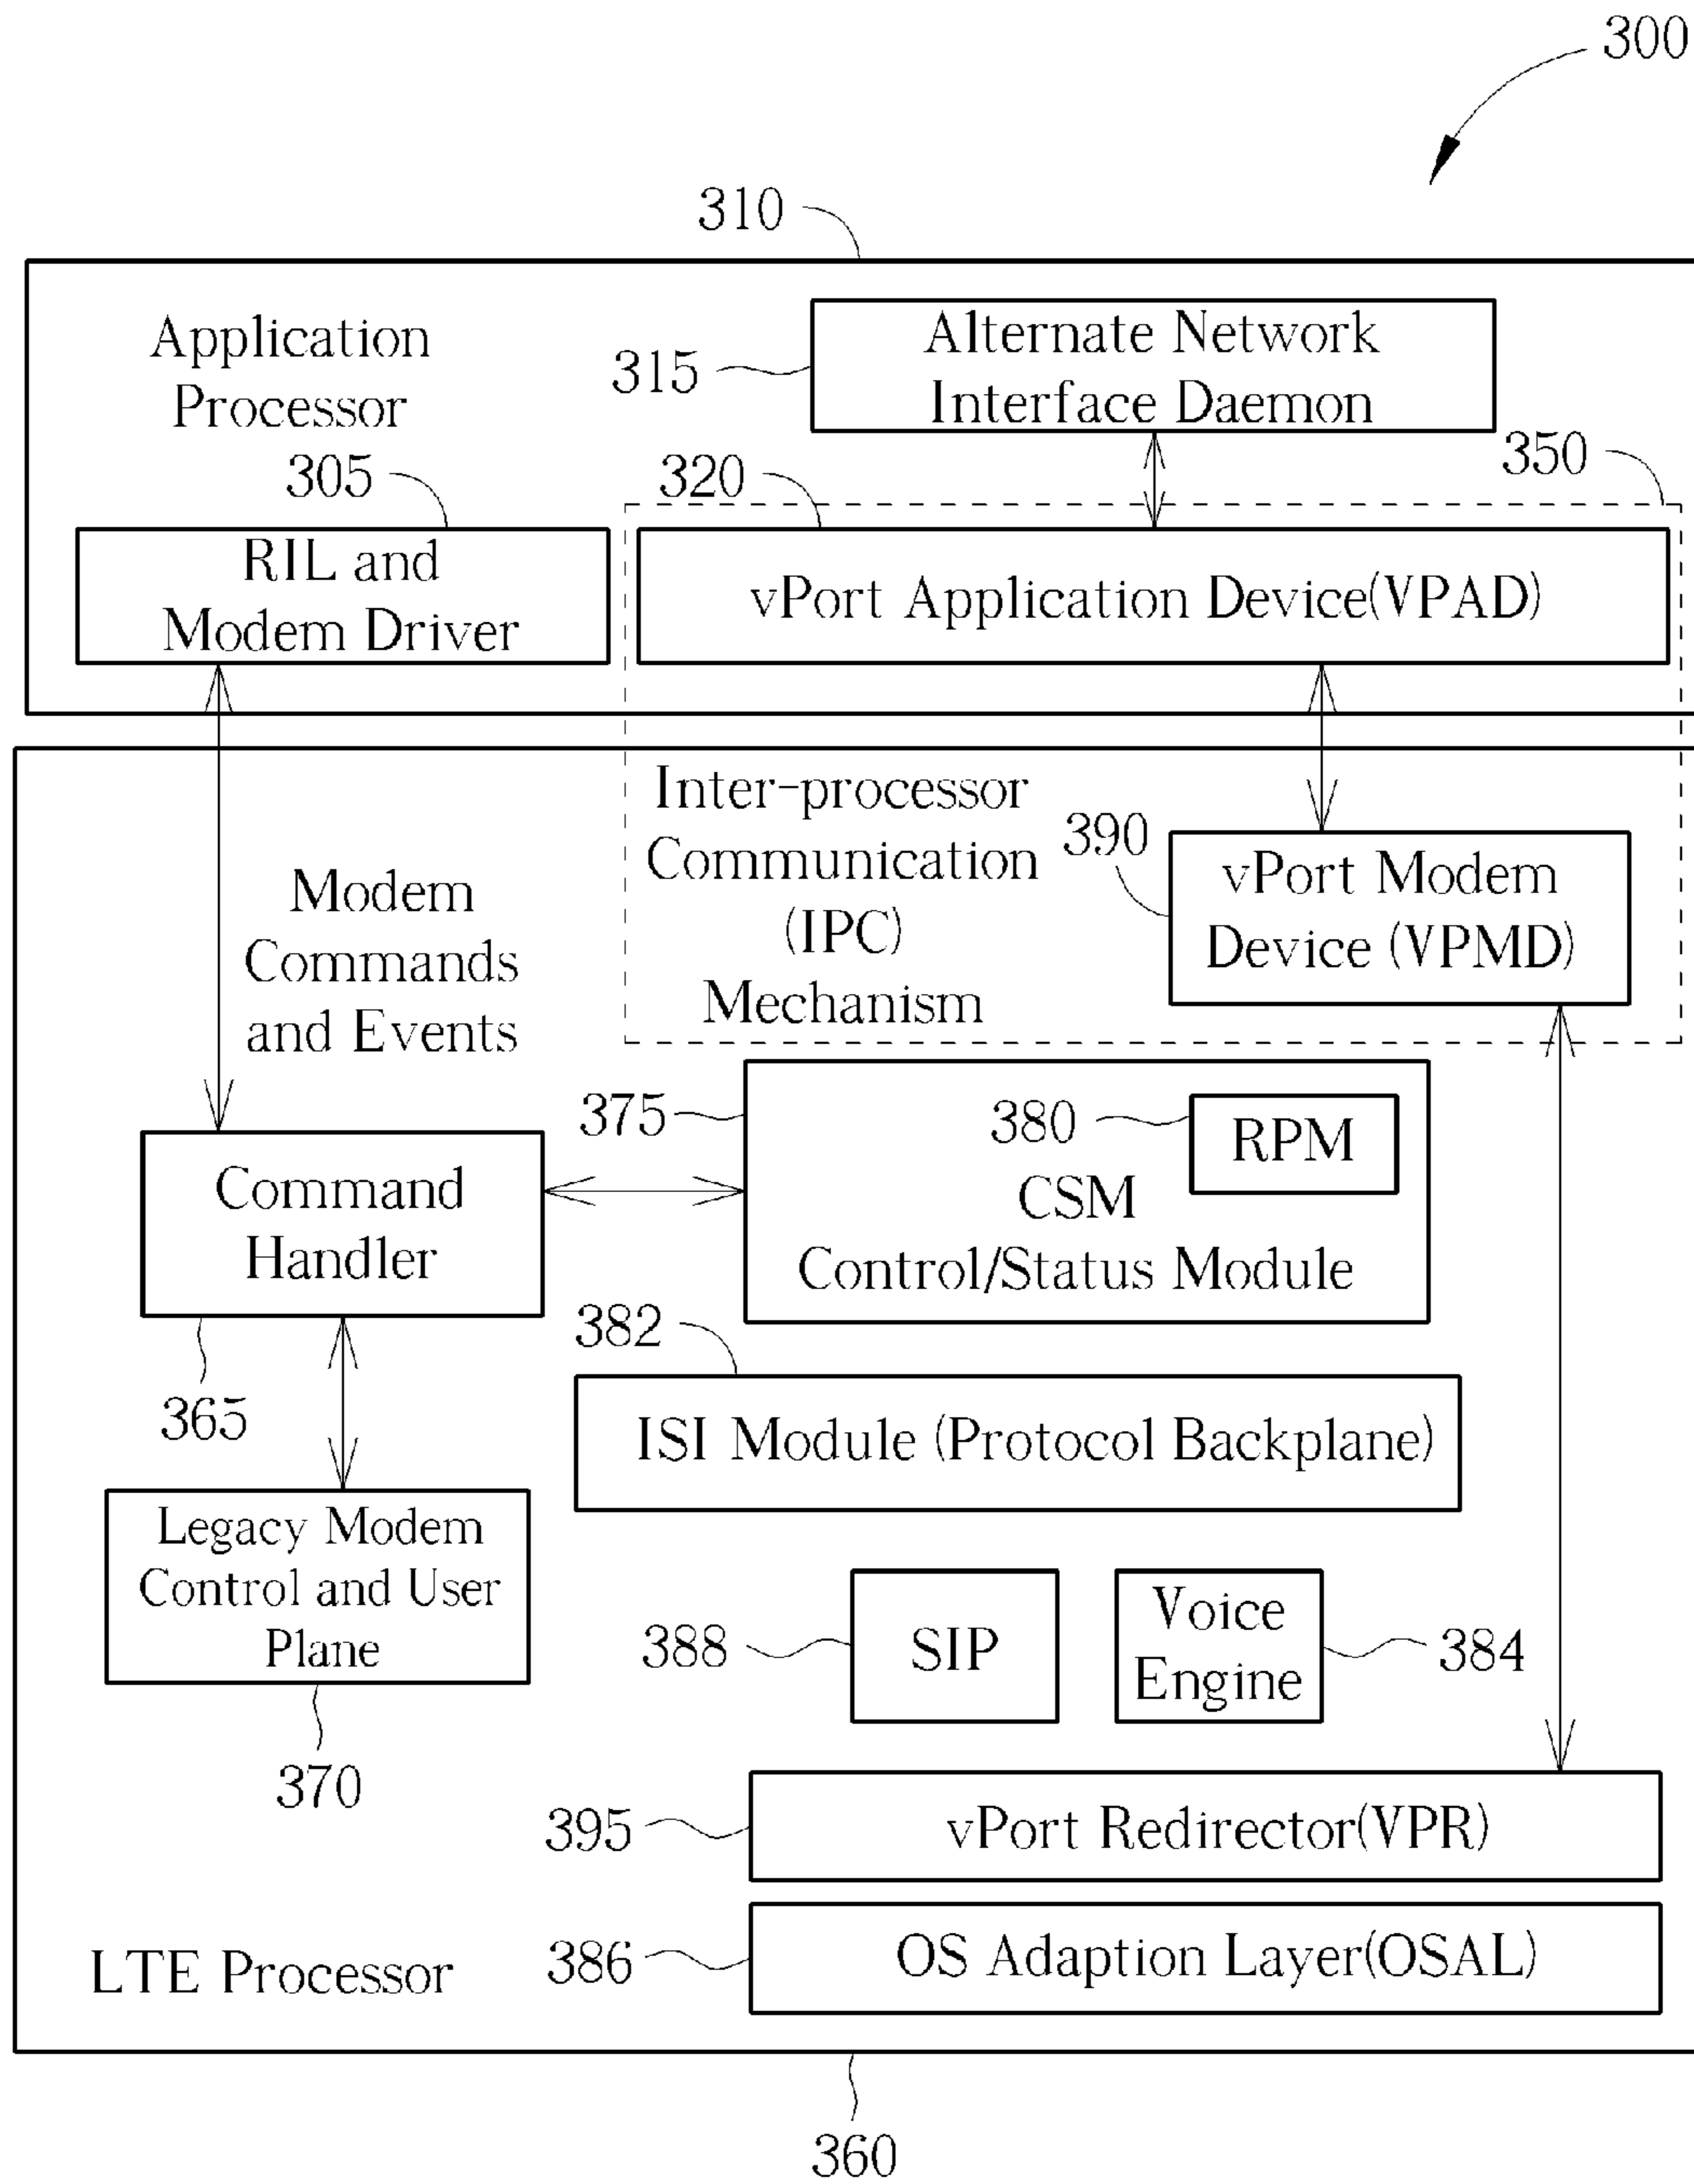 300
310
Application
Processor
Alternate Network
Interface Daemon
315
305
320
350
RIL and
Modem Driver
vPort Application Device(VPAD)
Inter-processor
Communication
(IPC)
Mechanism
390
vPort Modem
Device (VPMD)
Modem
Commands
and Events
375
380
RPM
CSM
Control/Status Module
Command
Handler
382
365
ISI Module (Protocol Backplane)
Legacy Modem
Control and User
Plane
370
388
SIP
Voice
Engine
384
395
vPort Redirector(VPR)
LTE Processor
386
OS Adaption Layer(OSAL)
360